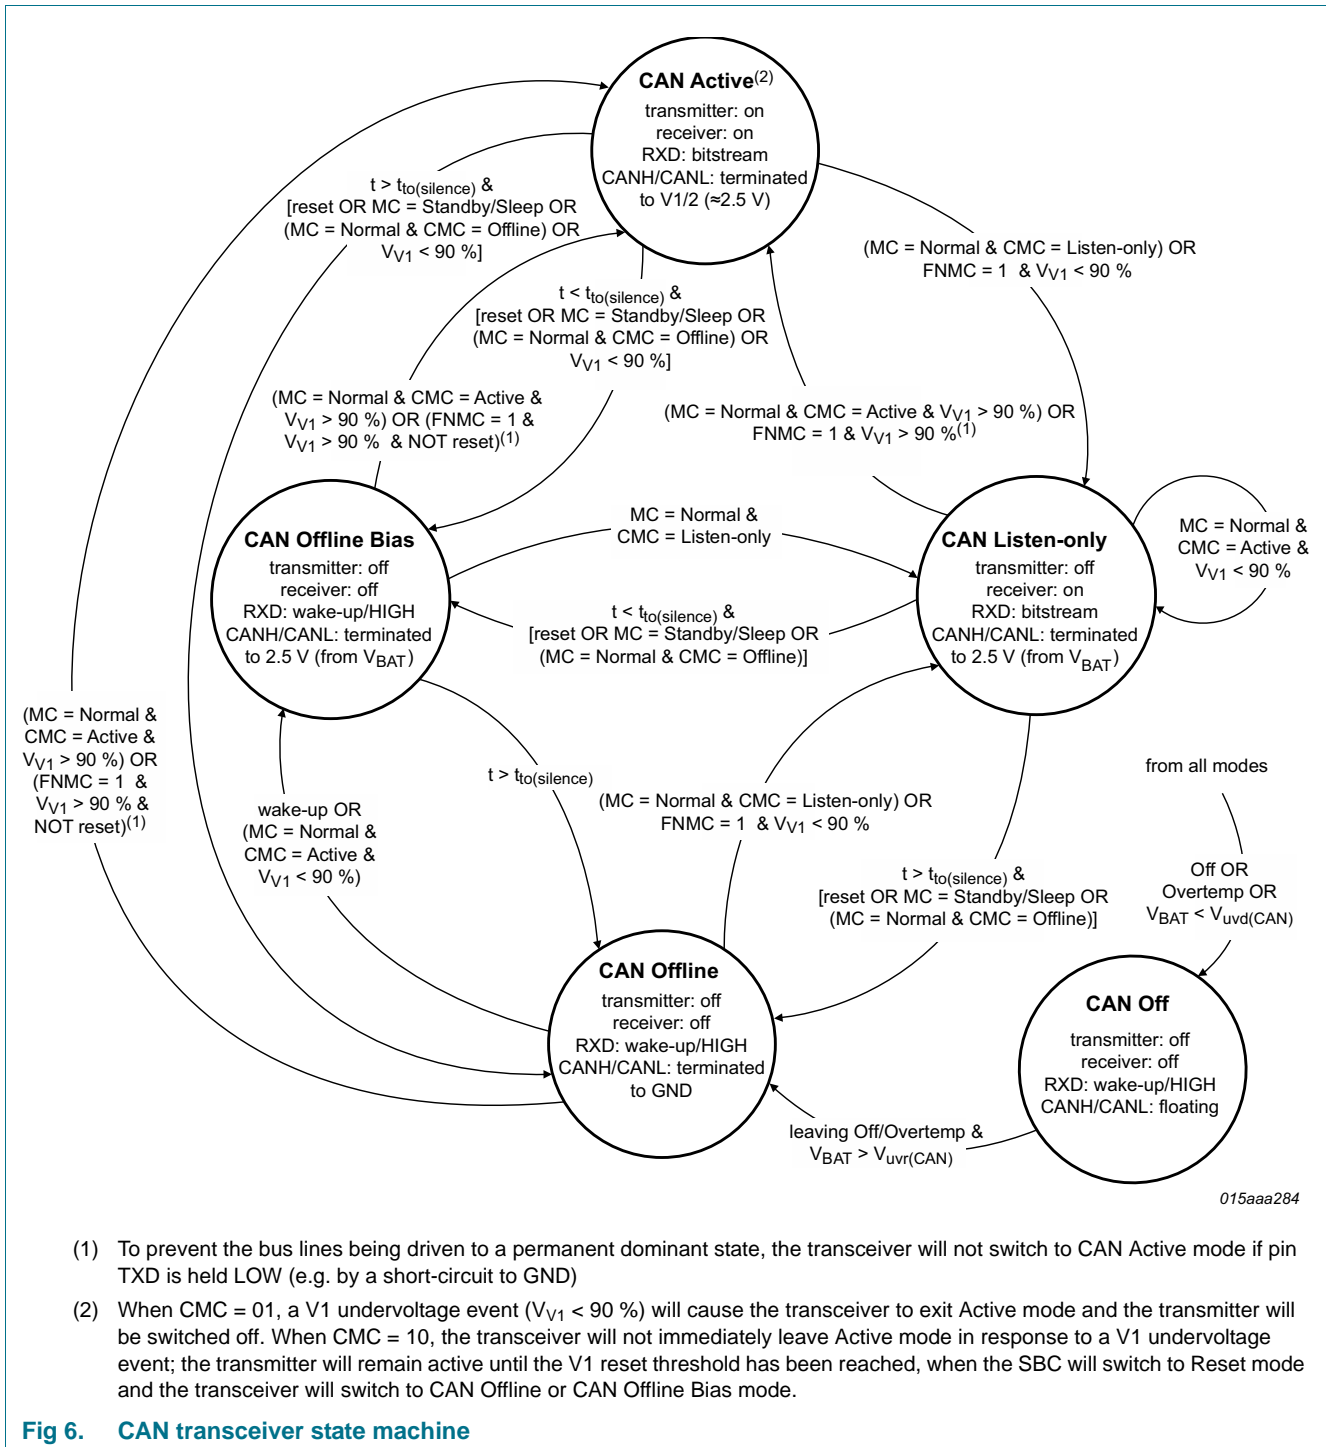 CAN Active(2)
transmitter: on
receiver: on
RXD: bitstream
CANH/CANL: terminated
to V1/2 (≈2.5 V)
t > tto(silence) &
[reset OR MC = Standby/Sleep OR
(MC = Normal & CMC = Offline) OR
VV1 < 90 %]
(MC = Normal & CMC = Listen-only) OR
FNMC = 1 & VV1 < 90 %
t < tto(silence) &
[reset OR MC = Standby/Sleep OR
(MC = Normal & CMC = Offline) OR
VV1 < 90 %]
(MC = Normal & CMC = Active &
VV1 > 90 %) OR (FNMC = 1 &
VV1 > 90 % & NOT reset)(1)
(MC = Normal & CMC = Active & VV1 > 90 %) OR
FNMC = 1 & VV1 > 90 %(1)
CAN Offline Bias
transmitter: off
receiver: off
RXD: wake-up/HIGH
CANH/CANL: terminated
to 2.5 V (from VBAT)
MC = Normal &
CMC = Listen-only
CAN Listen-only
transmitter: off
receiver: on
RXD: bitstream
CANH/CANL: terminated
to 2.5 V (from VBAT)
MC = Normal &
CMC = Active &
VV1 < 90 %
t < tto(silence) &
[reset OR MC = Standby/Sleep OR
(MC = Normal & CMC = Offline)]
(MC = Normal &
CMC = Active &
VV1 > 90 %) OR
(FNMC = 1 &
VV1 > 90 % &
NOT reset)(1)
wake-up OR
(MC = Normal &
CMC = Active &
VV1 < 90 %)
t > tto(silence)
(MC = Normal & CMC = Listen-only) OR
FNMC = 1 & VV1 < 90 %
from all modes
Off OR
Overtemp OR
VBAT < Vuvd(CAN)
t > tto(silence) &
[reset OR MC = Standby/Sleep OR
(MC = Normal & CMC = Offline)]
CAN Offline
transmitter: off
receiver: off
RXD: wake-up/HIGH
CANH/CANL: terminated
to GND
CAN Off
transmitter: off
receiver: off
RXD: wake-up/HIGH
CANH/CANL: floating
leaving Off/Overtemp &
VBAT > Vuvr(CAN)
015aaa284
(1) To prevent the bus lines being driven to a permanent dominant state, the transceiver will not switch to CAN Active mode if pin
TXD is held LOW (e.g. by a short-circuit to GND)
(2) When CMC = 01, a V1 undervoltage event (VV1 < 90 %) will cause the transceiver to exit Active mode and the transmitter will
be switched off. When CMC = 10, the transceiver will not immediately leave Active mode in response to a V1 undervoltage
event; the transmitter will remain active until the V1 reset threshold has been reached, when the SBC will switch to Reset mode
and the transceiver will switch to CAN Offline or CAN Offline Bias mode.
Fig 6. CAN transceiver state machine